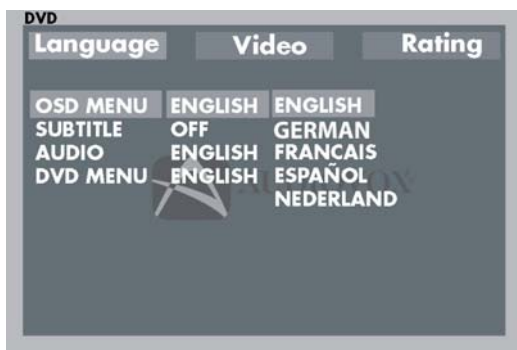 DVD
Language Video Rating
OSD MENU ENGLISH ENGLISH
SUBTITLE OFF GERMAN
AUDIO ENGLISH FRANCAIS
DVD MENU ENGLISH ESPAÑOL
NEDERLAND